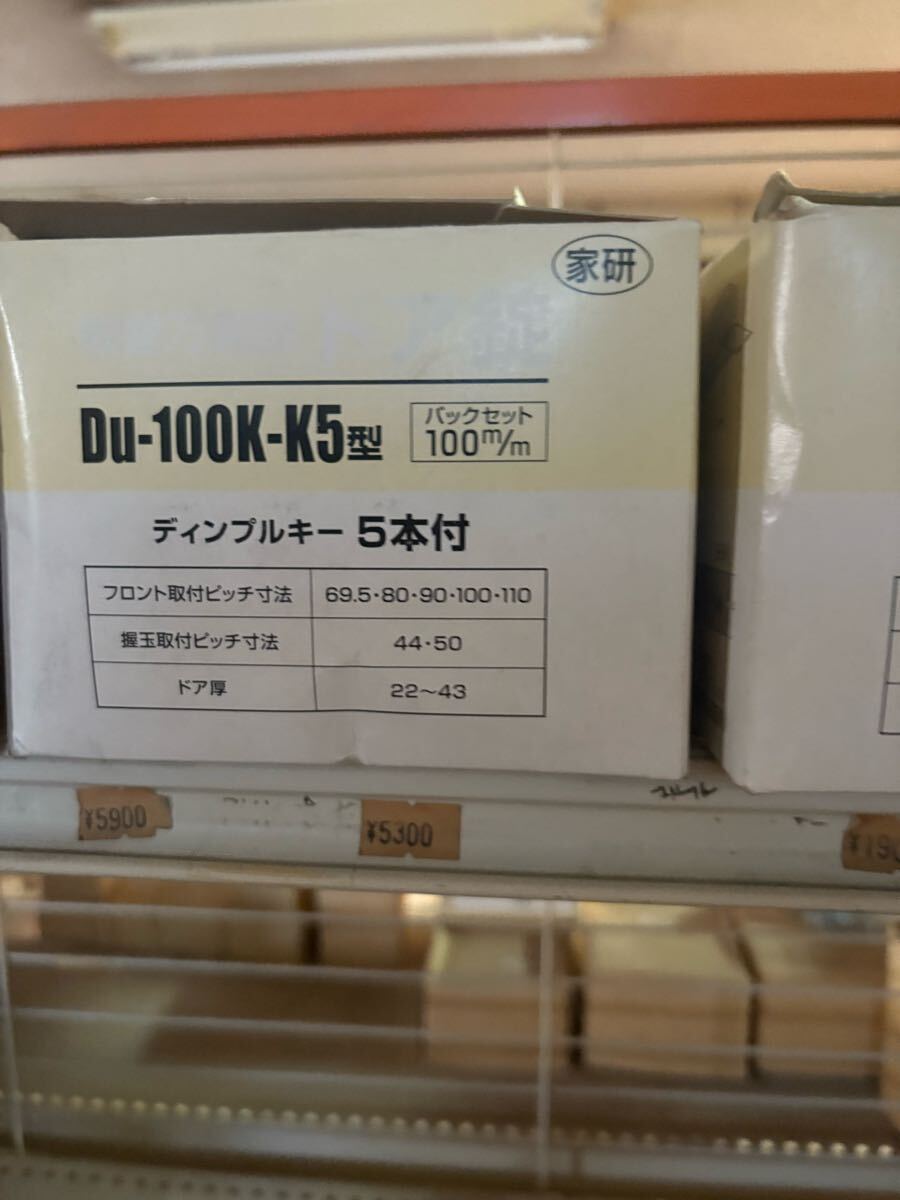 家研
Du-100K-K5型
バックセット
100m/m
ディンプルキー 5本付
フロント取付ピッチ寸法 69.5・80・90・100・110
握玉取付ピッチ寸法 44・50
ドア厚 22〜43
¥5900
¥5300